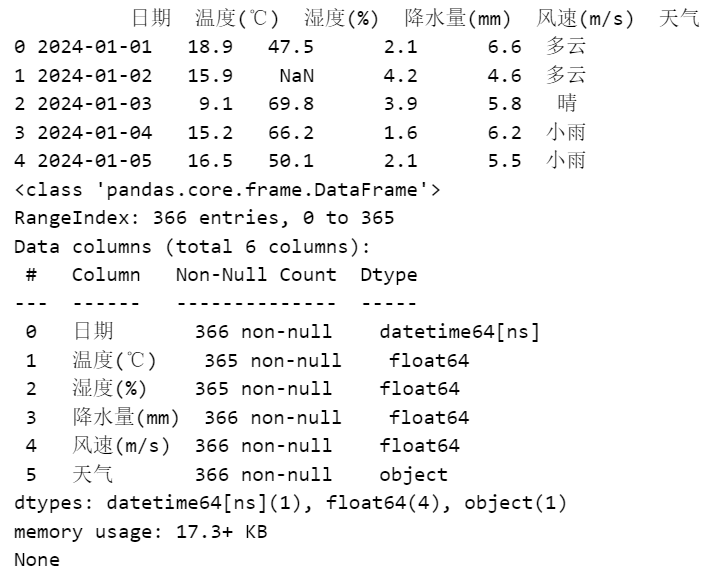 日期 温度(℃) 湿度(%) 降水量(mm) 风速(m/s) 天气
0 2024-01-01 18.9 47.5 2.1 6.6 多云
1 2024-01-02 15.9 NaN 4.2 4.6 多云
2 2024-01-03 9.1 69.8 3.9 5.8 晴
3 2024-01-04 15.2 66.2 1.6 6.2 小雨
4 2024-01-05 16.5 50.1 2.1 5.5 小雨
<class 'pandas.core.frame.DataFrame'>
RangeIndex: 366 entries, 0 to 365
Data columns (total 6 columns):
# Column Non-Null Count Dtype
--- ------ -------------- -----
0 日期 366 non-null datetime64[ns]
1 温度(℃) 365 non-null float64
2 湿度(%) 365 non-null float64
3 降水量(mm) 366 non-null float64
4 风速(m/s) 366 non-null float64
5 天气 366 non-null object
dtypes: datetime64[ns](1), float64(4), object(1)
memory usage: 17.3+ KB
None